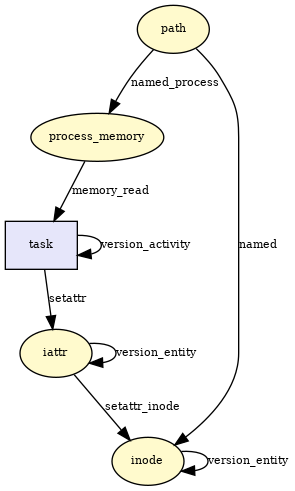 path
named_process
process_memory
memory_read
task
version_activity
named
setattr
iattr
version_entity
setattr_inode
inode
version_entity